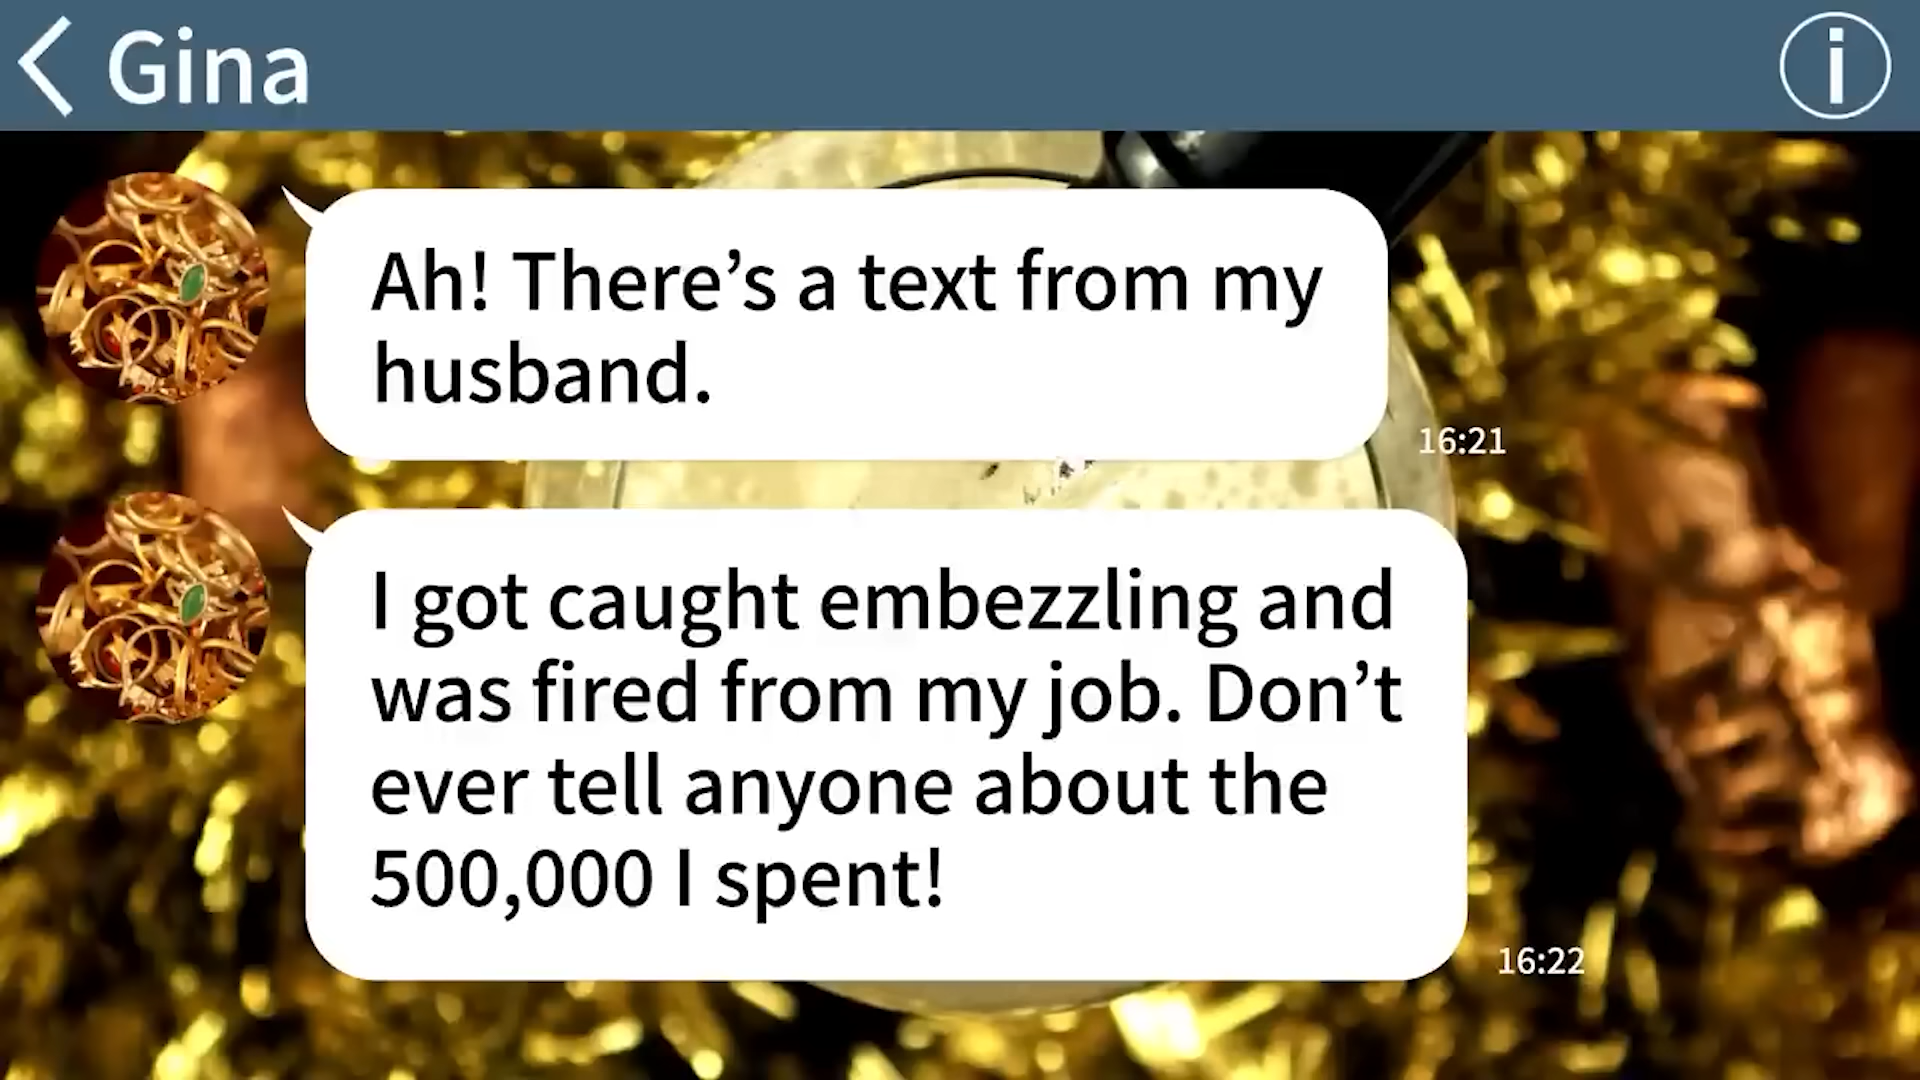 Gina
Ah! There’s a text from my
husband.
16:21
I got caught embezzling and
was fired from my job. Don’t
ever tell anyone about the
500,000 I spent!
16:22